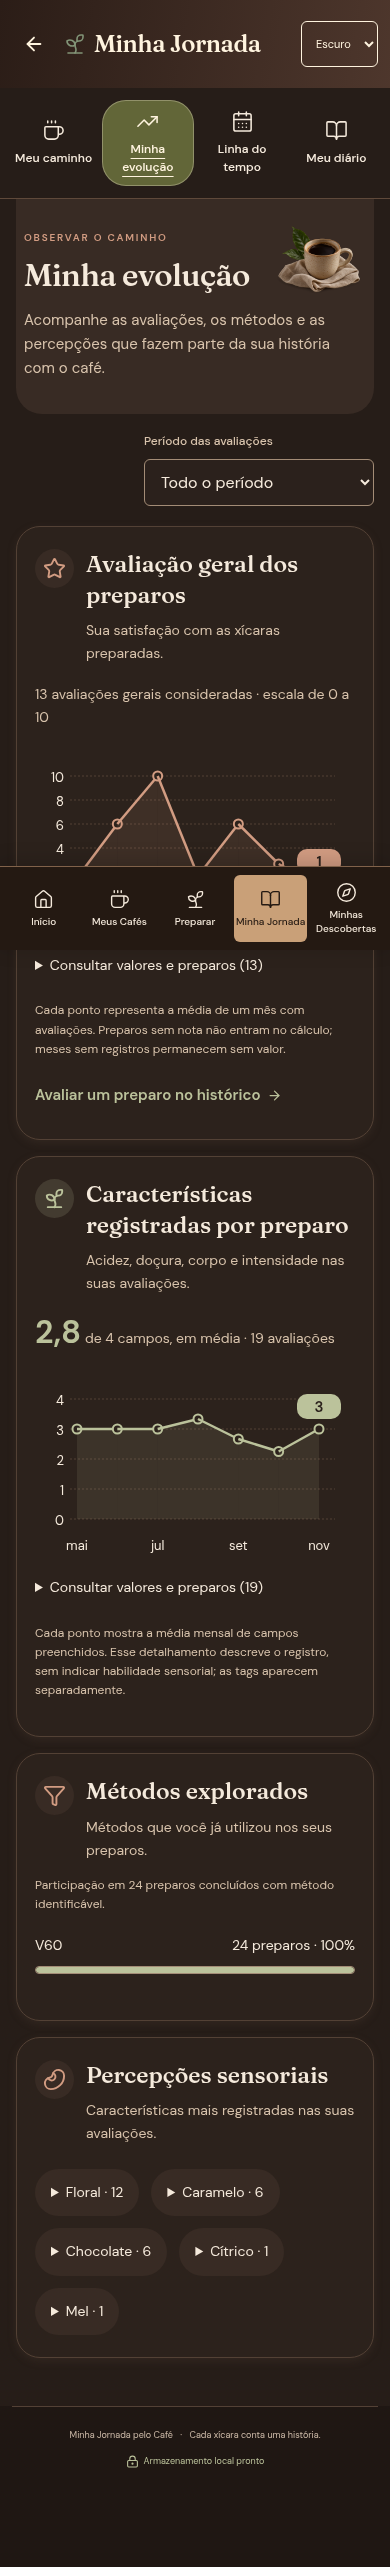 Minha Jornada
Escuro
Meu caminho
Minha
evolução
Linha do
tempo
Meu diário
OBSERVAR O CAMINHO
Minha evolução
Acompanhe as avaliações, os métodos e as
percepções que fazem parte da sua história
com o café.
Período das avaliações
Todo o período
Avaliação geral dos
preparos
Sua satisfação com as xícaras
preparadas.
13 avaliações gerais consideradas · escala de 0 a
10
10
8
6
4
1
Início
Meus Cafés
Preparar
Minha Jornada
Minhas
Descobertas
Consultar valores e preparos (13)
Cada ponto representa a média de um mês com
avaliações. Preparos sem nota não entram no cálculo;
meses sem registros permanecem sem valor.
Avaliar um preparo no histórico →
Características
registradas por preparo
Acidez, doçura, corpo e intensidade nas
suas avaliações.
2,8 de 4 campos, em média · 19 avaliações
4
3
3
2
1
0
mai jul set nov
Consultar valores e preparos (19)
Cada ponto mostra a média mensal de campos
preenchidos. Esse detalhamento descreve o registro,
sem indicar habilidade sensorial; as tags aparecem
separadamente.
Métodos explorados
Métodos que você já utilizou nos seus
preparos.
Participação em 24 preparos concluídos com método
identificável.
V60 24 preparos · 100%
Percepções sensoriais
Características mais registradas nas suas
avaliações.
Floral · 12 Caramelo · 6
Chocolate · 6 Cítrico · 1
Mel · 1
Minha Jornada pelo Café · Cada xícara conta uma história.
Armazenamento local pronto